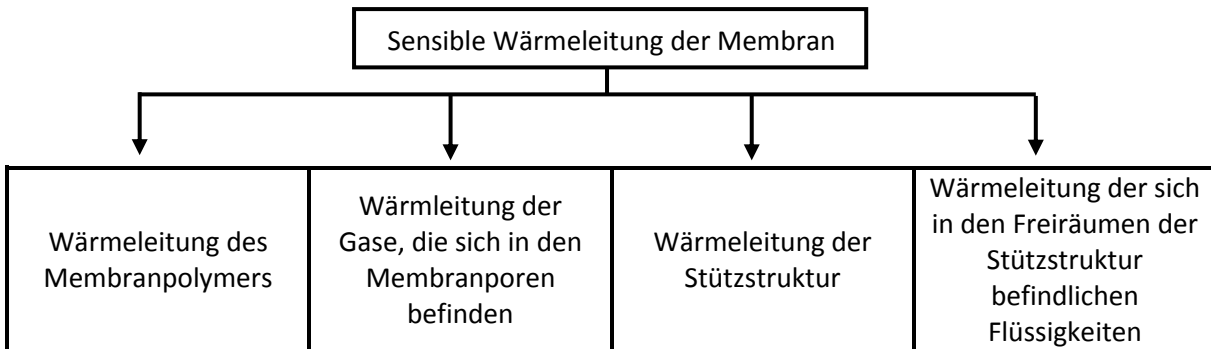 Sensible Wärmeleitung der Membran
Wärmeleitung des
Membranpolymers
Wärmleitung der
Gase, die sich in den
Membranporen
befinden
Wärmeleitung der
Stützstruktur
Wärmeleitung der sich
in den Freiräumen der
Stützstruktur
befindlichen
Flüssigkeiten